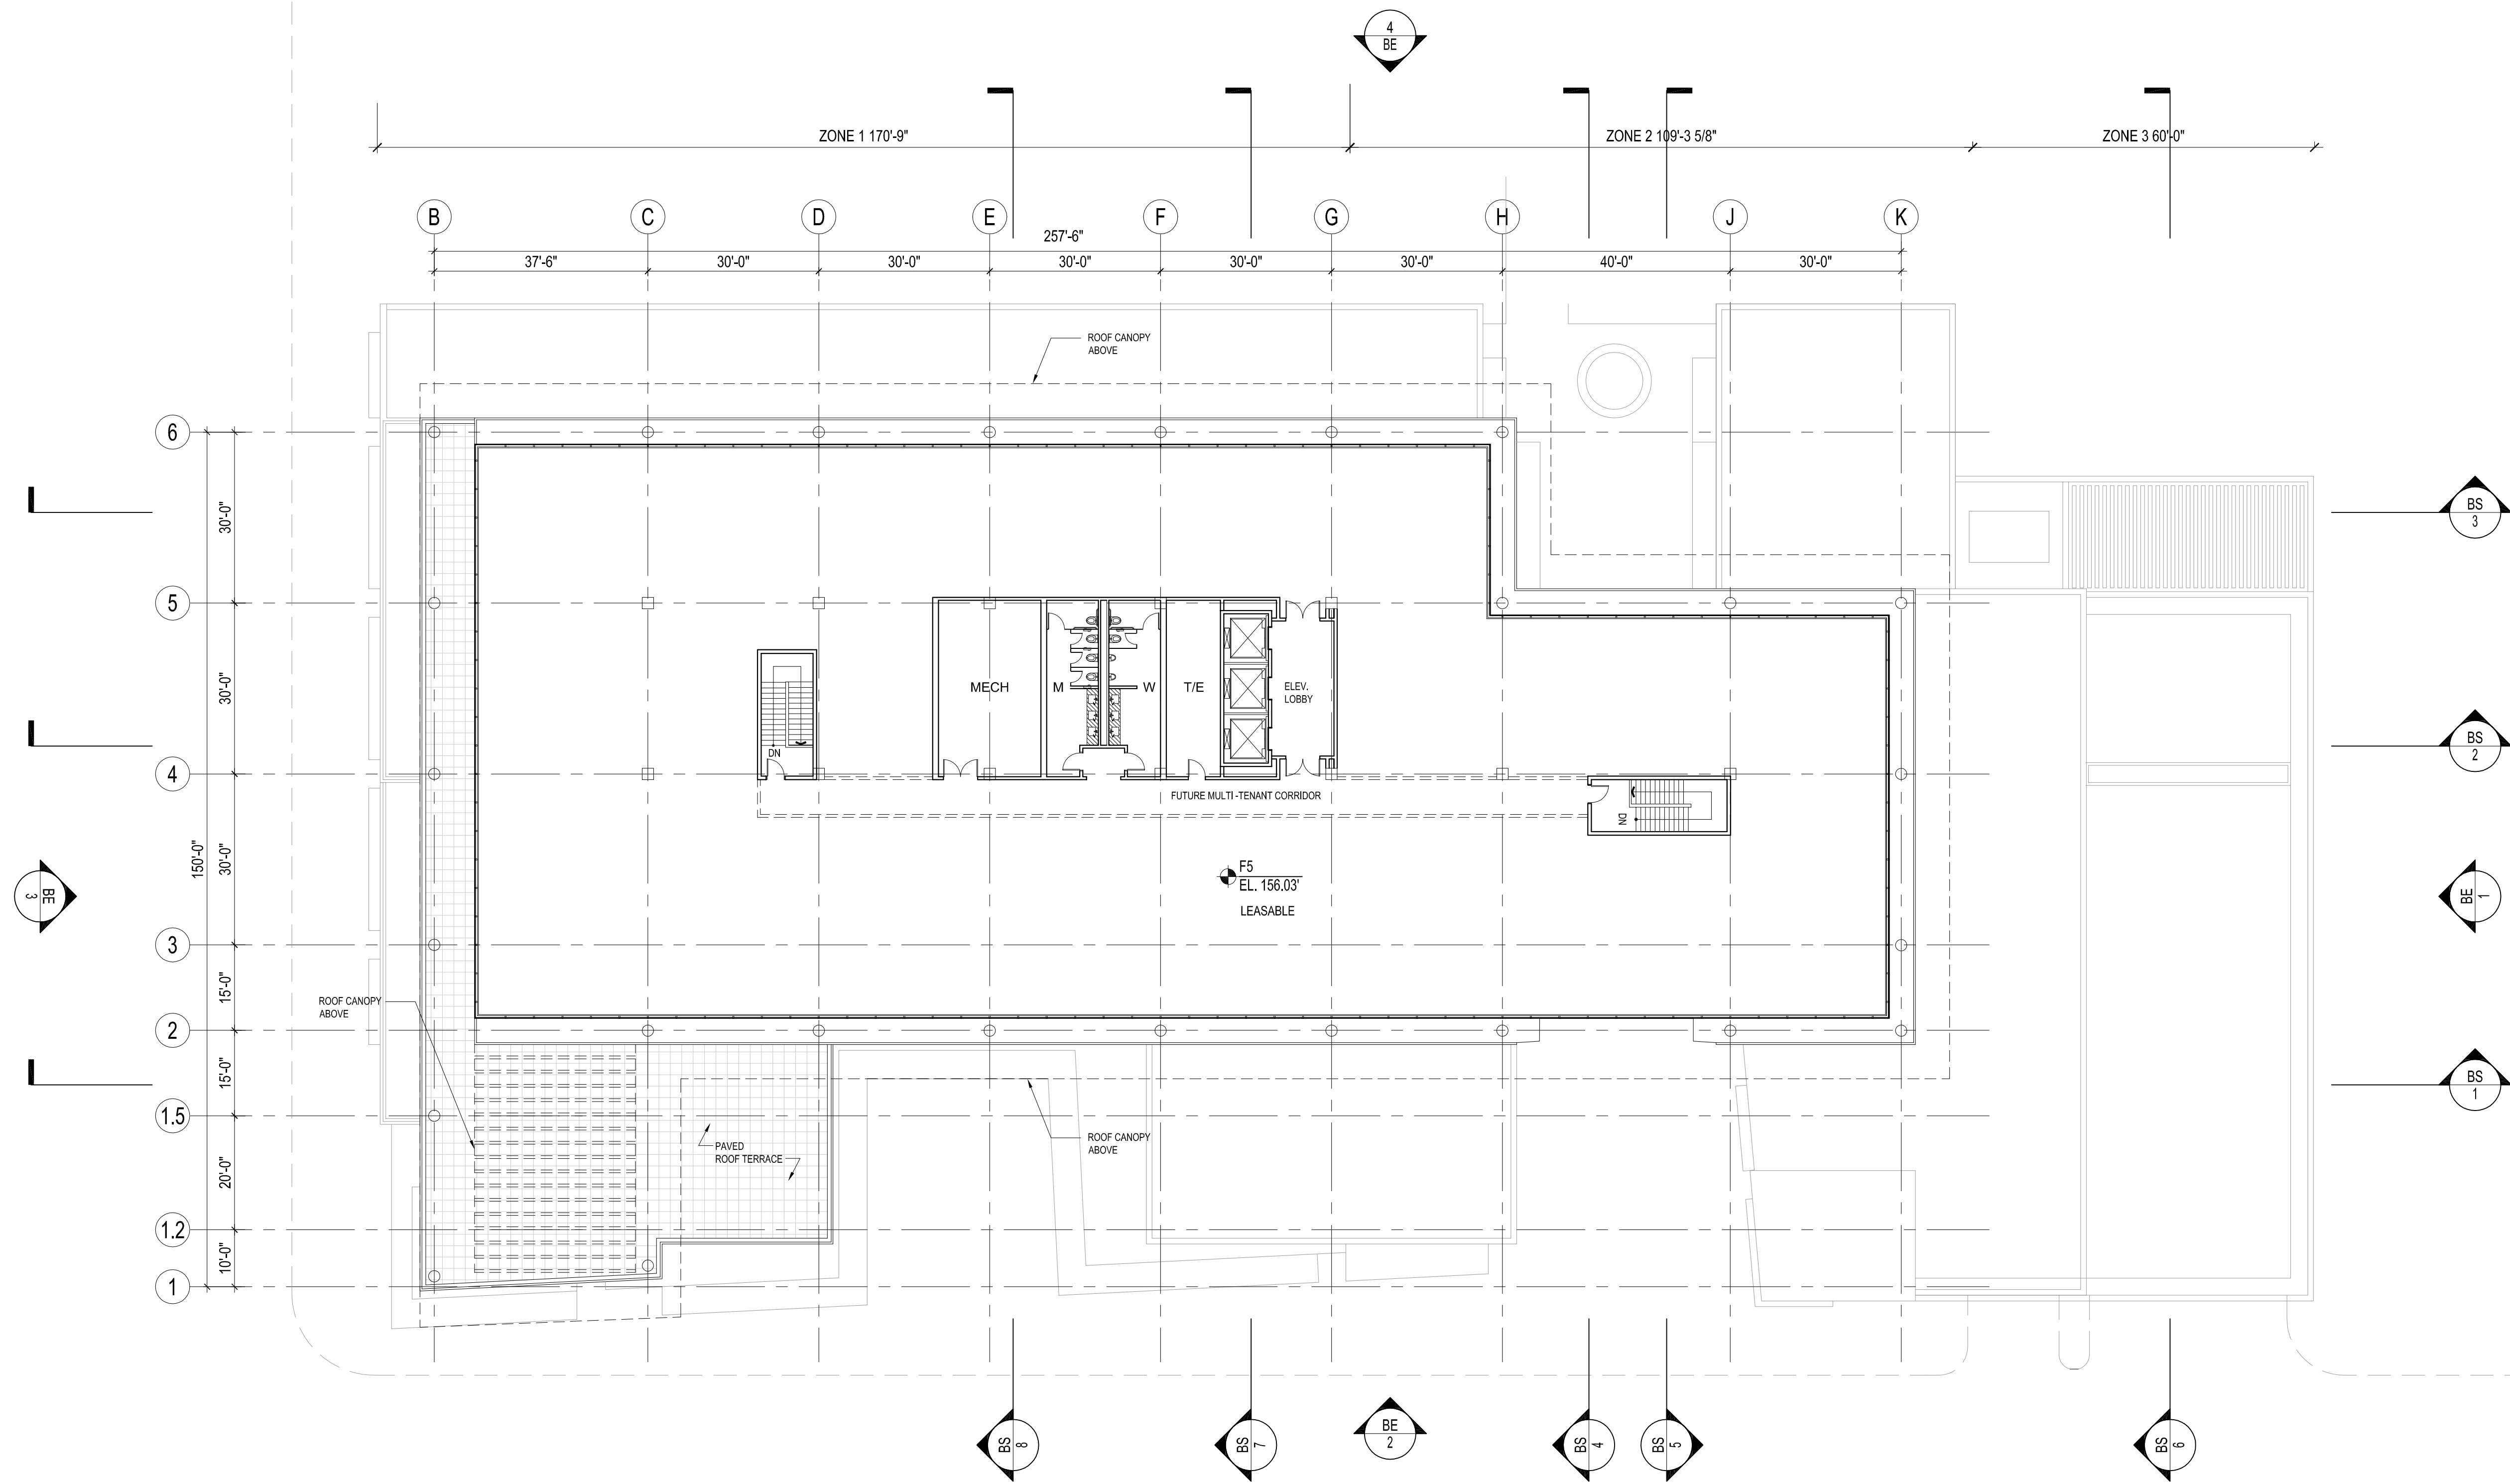 4
BE
ZONE 1 170'-9"
ZONE 2 109'-3 5/8"
ZONE 3 60'-0"
B
C
D
E
F
G
H
J
K
257'-6"
37'-6"
30'-0"
30'-0"
30'-0"
30'-0"
30'-0"
40'-0"
30'-0"
ROOF CANOPY
ABOVE
6
5
4
3
2
1.5
1.2
1
150'-0"
30'-0"
30'-0"
30'-0"
15'-0"
15'-0"
20'-0"
10'-0"
BS
3
BS
2
BE
1
BS
1
BE
3
MECH
M
W
T/E
ELEV.
LOBBY
DN
FUTURE MULTI -TENANT CORRIDOR
DN
F5
EL. 156.03'
LEASABLE
ROOF CANOPY
ABOVE
PAVED
ROOF TERRACE
ROOF CANOPY
ABOVE
BS
8
BS
7
BE
2
BS
4
BS
5
BS
6